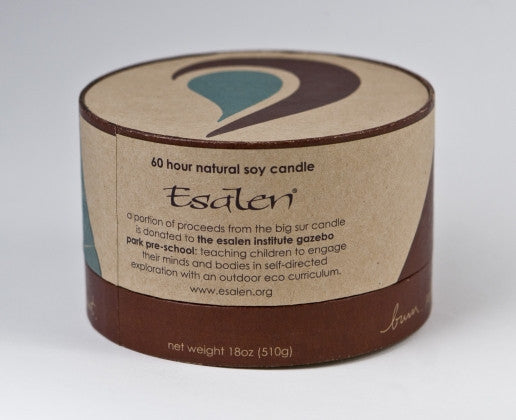 60 hour natural soy candle
Esalen®
a portion of proceeds from the big sur candle
is donated to the esalen institute gazebo
park pre-school: teaching children to engage
their minds and bodies in self-directed
exploration with an outdoor eco curriculum.
www.esalen.org
net weight 18oz (510g)
burn